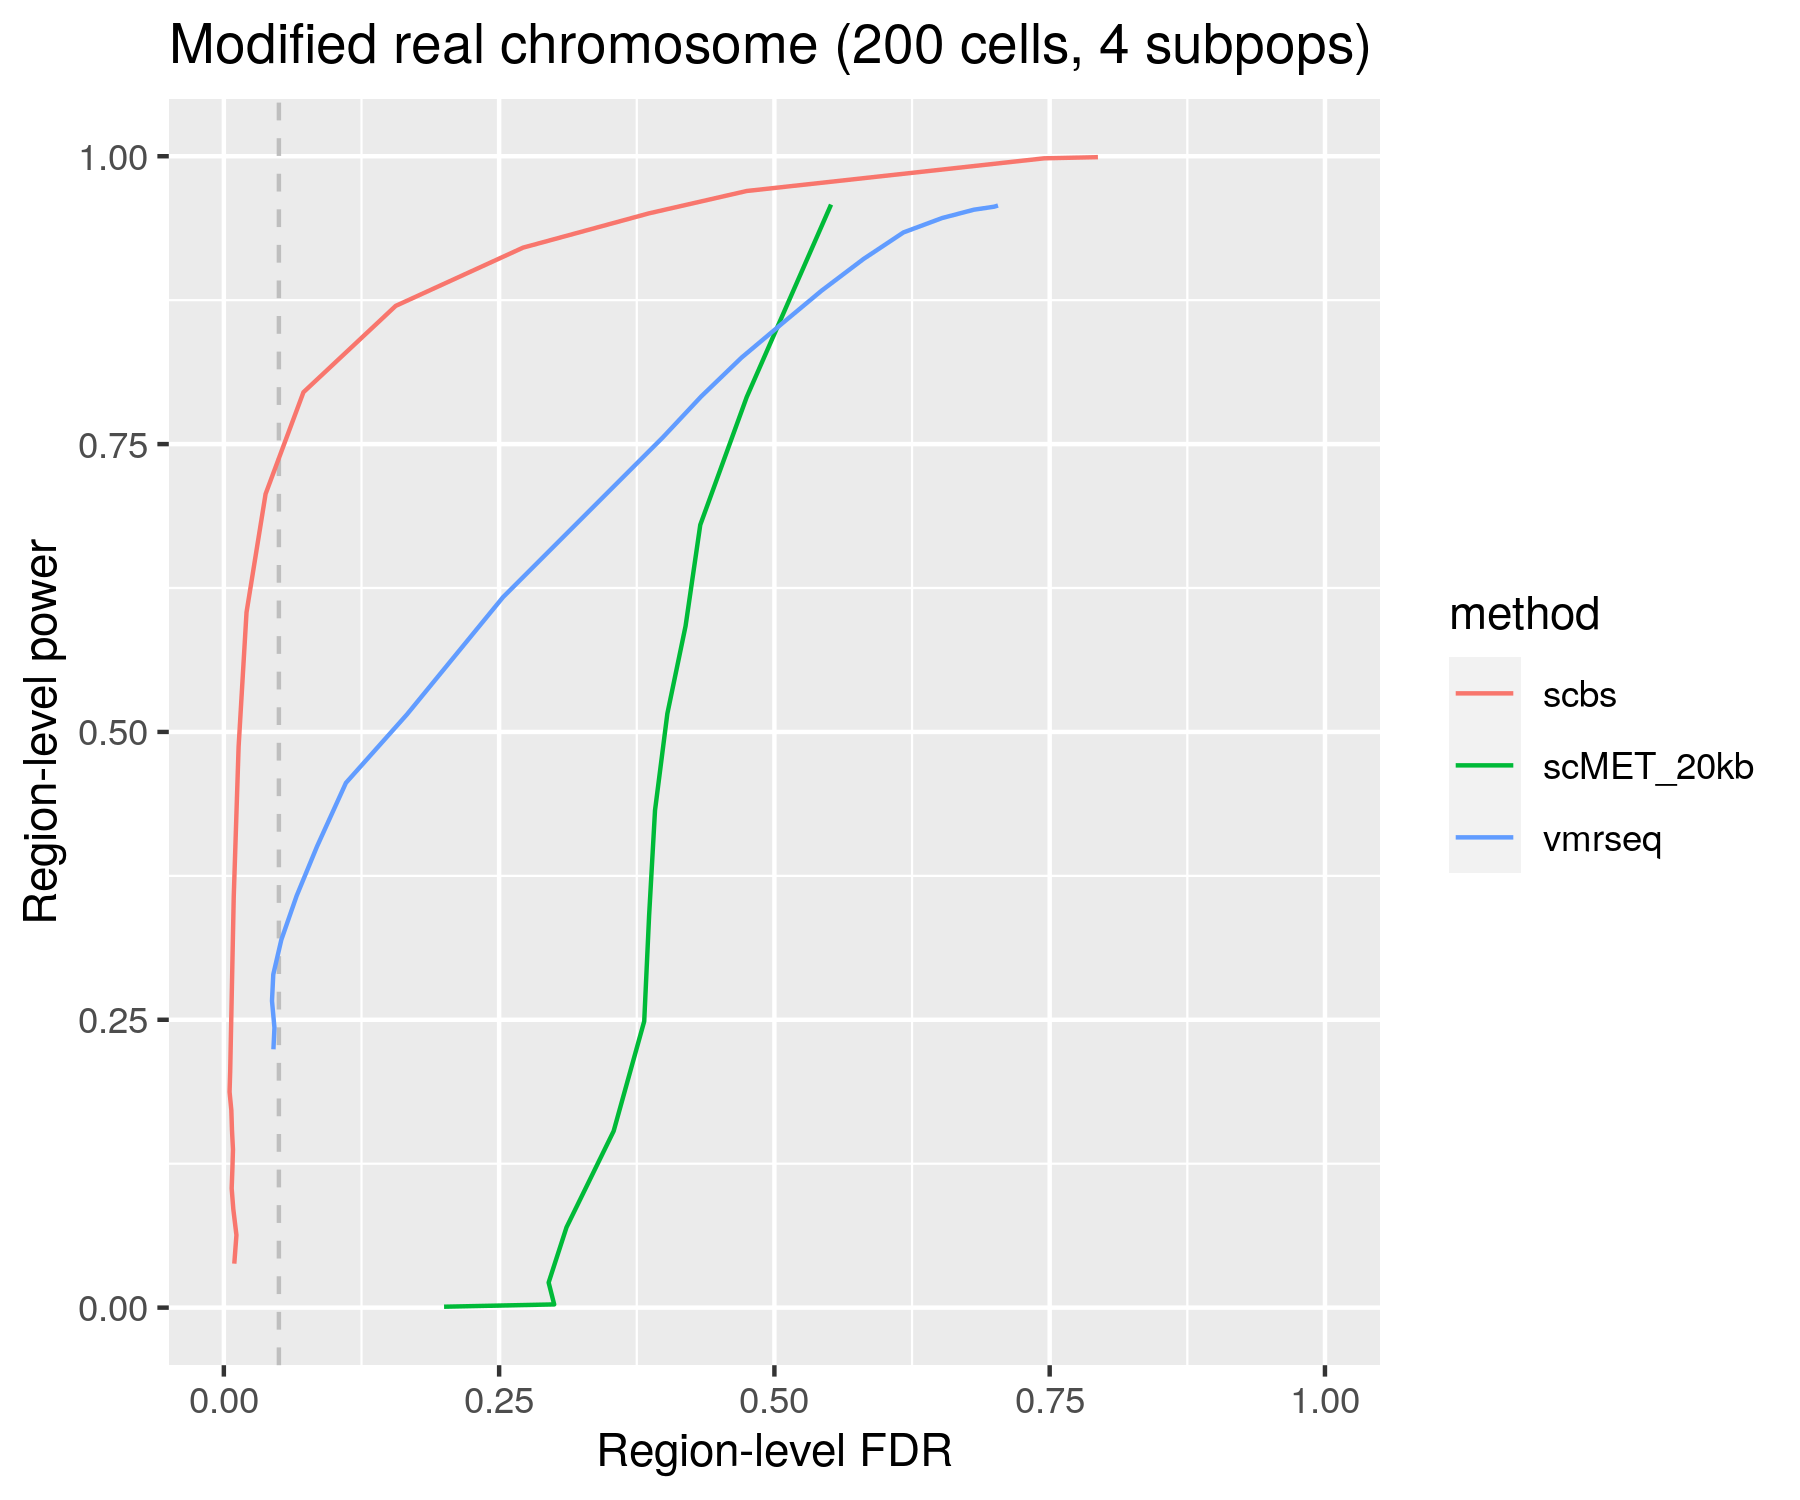 Modified real chromosome (200 cells, 4 subpops)
1.00
0.75
0.50
0.25
0.00
Region-level power
0.00 0.25 0.50 0.75 1.00
Region-level FDR
method
scbs
scMET_20kb
vmrseq